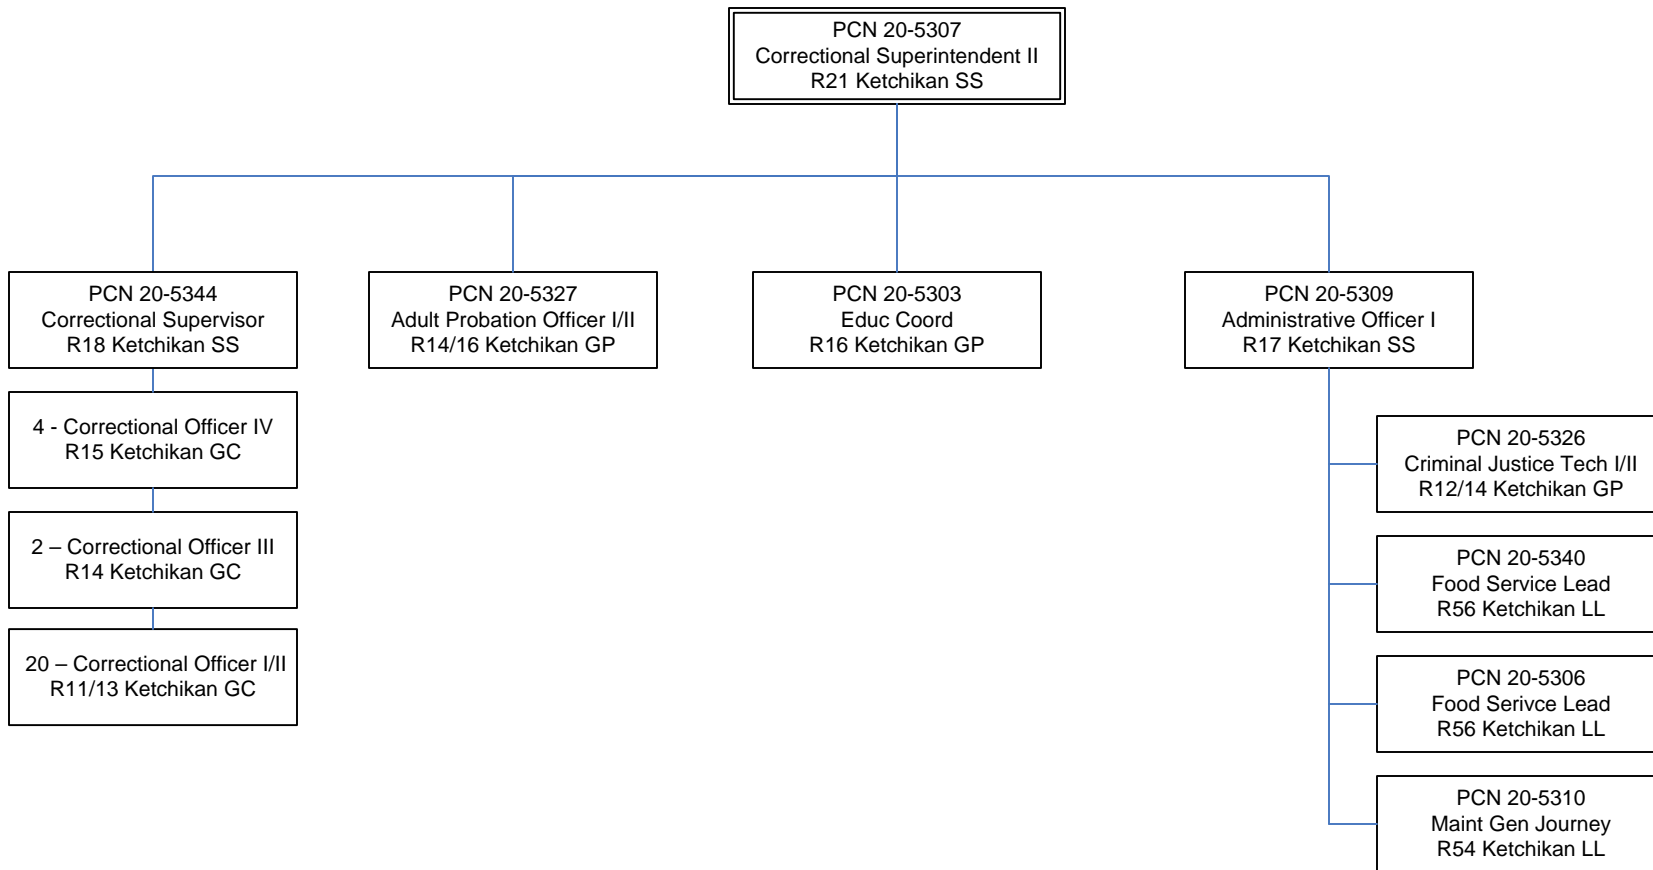 PCN 20-5307
Correctional Superintendent II
R21 Ketchikan SS
PCN 20-5344
Correctional Supervisor
R18 Ketchikan SS
PCN 20-5327
Adult Probation Officer I/II
R14/16 Ketchikan GP
PCN 20-5303
Educ Coord
R16 Ketchikan GP
PCN 20-5309
Administrative Officer I
R17 Ketchikan SS
4 - Correctional Officer IV
R15 Ketchikan GC
2 – Correctional Officer III
R14 Ketchikan GC
20 – Correctional Officer I/II
R11/13 Ketchikan GC
PCN 20-5326
Criminal Justice Tech I/II
R12/14 Ketchikan GP
PCN 20-5340
Food Service Lead
R56 Ketchikan LL
PCN 20-5306
Food Serivce Lead
R56 Ketchikan LL
PCN 20-5310
Maint Gen Journey
R54 Ketchikan LL